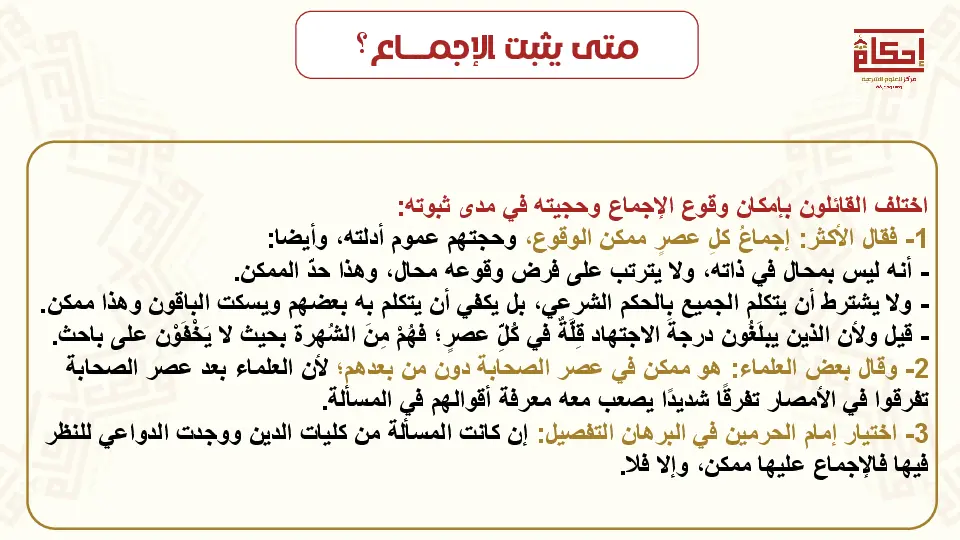 متى يثبت الإجمـــاع؟
إحكام
مركز للعلوم الشرعية
اختلف القائلون بإمكان وقوع الإجماع وحجيته في مدى ثبوته:
1- فقال الأكثر: إجماعُ كلِ عصرٍ ممكن الوقوع، وحجتهم عموم أدلته، وأيضا:
- أنه ليس بمحال في ذاته، ولا يترتب على فرض وقوعه محال، وهذا حدّ الممكن.
- ولا يشترط أن يتكلم الجميع بالحكم الشرعي، بل يكفي أن يتكلم به بعضهم ويسكت الباقون وهذا ممكن.
- قيل ولأن الذين يبلَغُون درجةَ الاجتهاد قِلَّةٌ في كُلِّ عصرٍ؛ فَهُمْ مِنَ الشُهرة بحيث لا يَخْفَوْن على باحث.
2- وقال بعض العلماء: هو ممكن في عصر الصحابة دون من بعدهم؛ لأن العلماء بعد عصر الصحابة
تفرقوا في الأمصار تفرقًا شديدًا يصعب معه معرفة أقوالهم في المسألة.
3- اختيار إمام الحرمين في البرهان التفصيل: إن كانت المسألة من كليات الدين ووجدت الدواعي للنظر
فيها فالإجماع عليها ممكن، وإلا فلا.